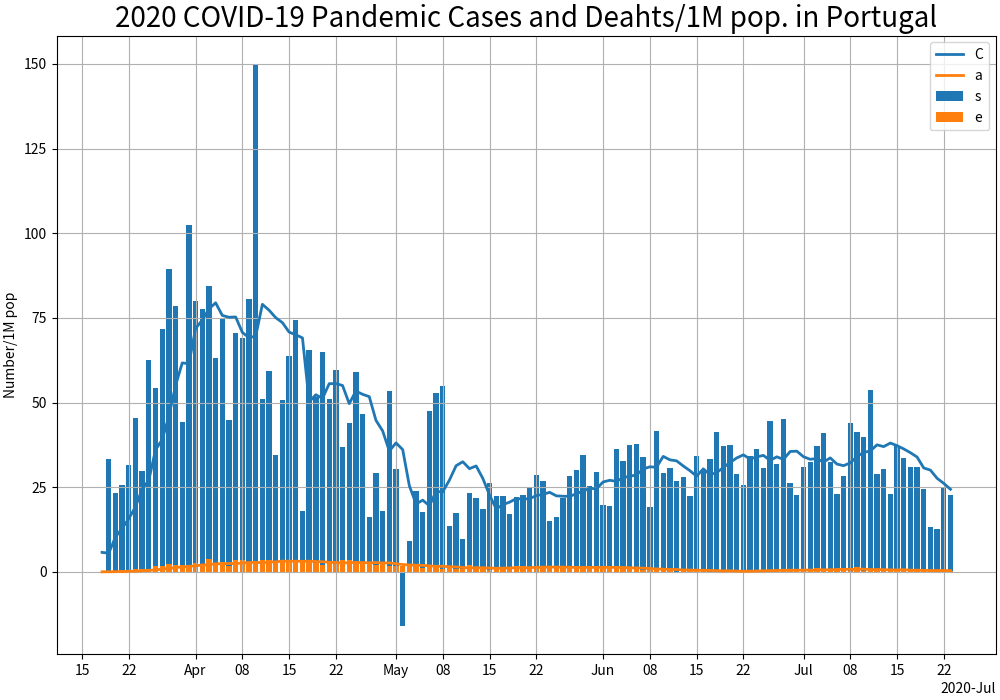 2020 COVID-19 Pandemic Cases and Deahts/1M pop. in Portugal
C
a
s
e
Number/1M pop
150
125
100
75
50
25
0
15 22 Apr 08 15 22 May 08 15 22 Jun 08 15 22 Jul 08 15 22
2020-Jul